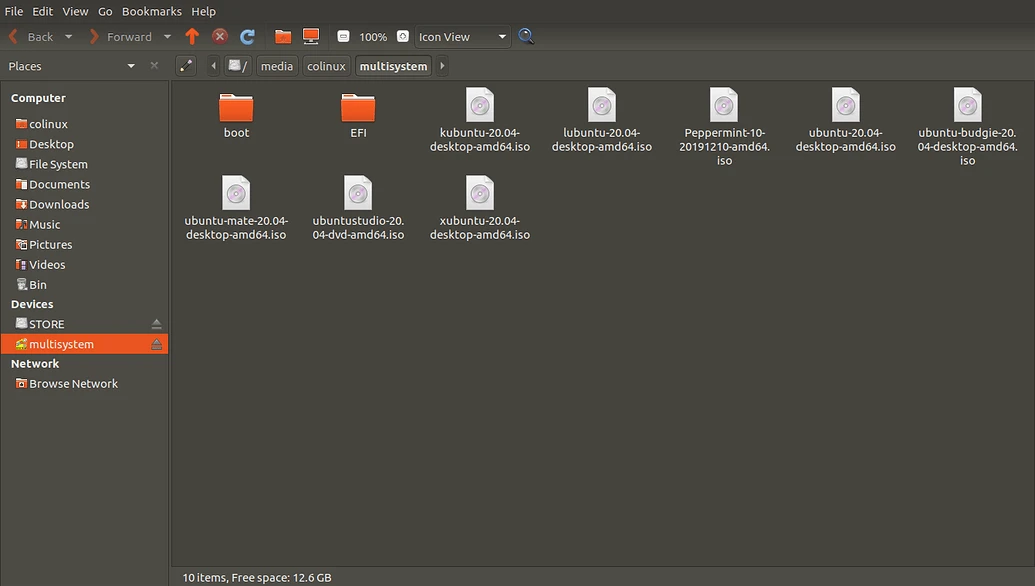 File Edit View Go Bookmarks Help
Back Forward 100% Icon View
Places / media colinux multisystem
Computer
colinux
Desktop
File System
Documents
Downloads
Music
Pictures
Videos
Bin
Devices
STORE
multisystem
Network
Browse Network
boot
EFI
kubuntu-20.04-
desktop-amd64.iso
lubuntu-20.04-
desktop-amd64.iso
Peppermint-10-
20191210-amd64.
iso
ubuntu-20.04-
desktop-amd64.iso
ubuntu-budgie-20.
04-desktop-amd64.
iso
ubuntu-mate-20.04-
desktop-amd64.iso
ubuntustudio-20.
04-dvd-amd64.iso
xubuntu-20.04-
desktop-amd64.iso
10 items, Free space: 12.6 GB